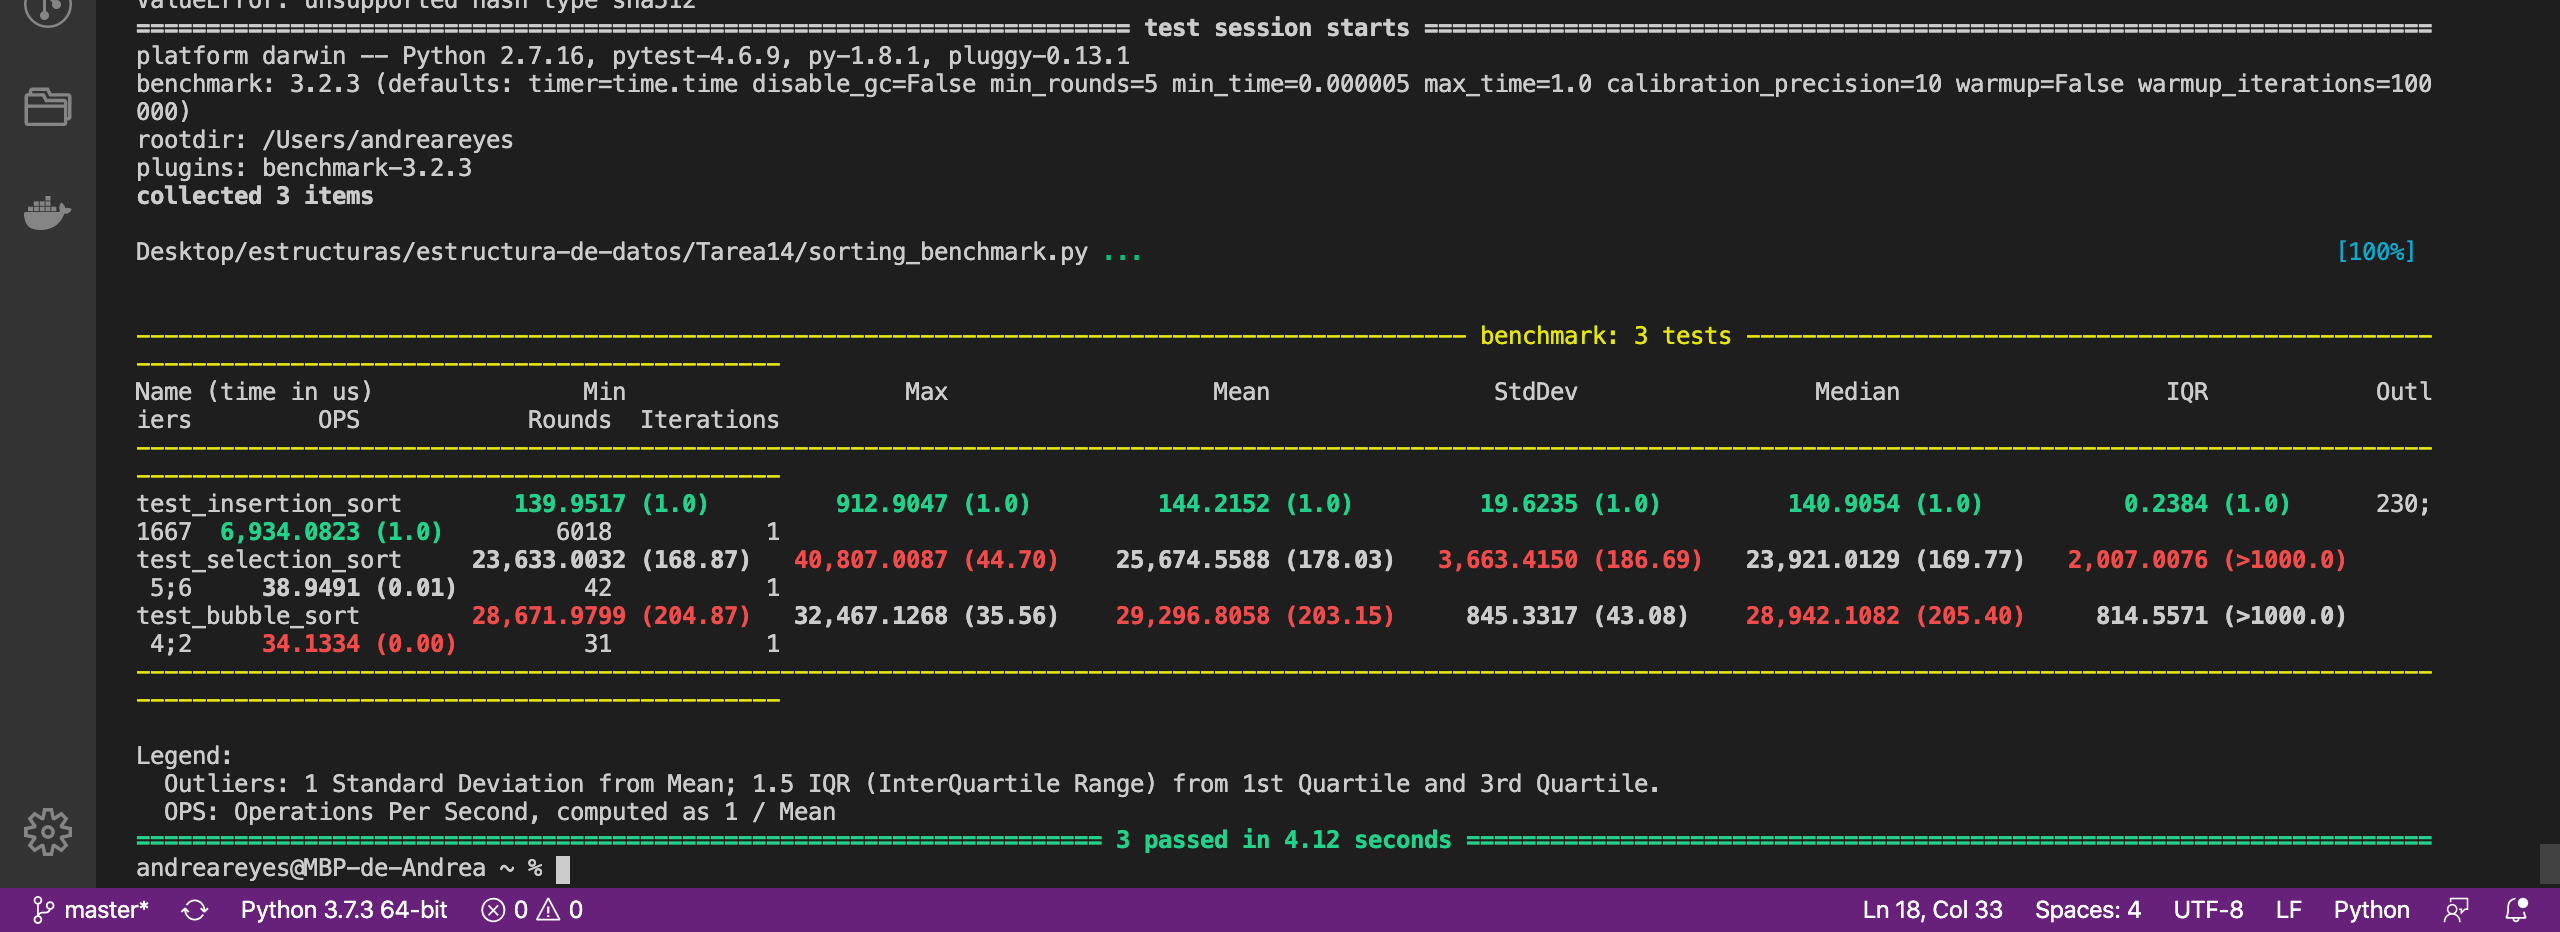 ValueError: unsupported hash type sha512
============================================ test session starts ============================================
platform darwin -- Python 2.7.16, pytest-4.6.9, py-1.8.1, pluggy-0.13.1
benchmark: 3.2.3 (defaults: timer=time.time disable_gc=False min_rounds=5 min_time=0.000005 max_time=1.0 calibration_precision=10 warmup=False warmup_iterations=100
000)
rootdir: /Users/andreareyes
plugins: benchmark-3.2.3
collected 3 items
Desktop/estructuras/estructura-de-datos/Tarea14/sorting_benchmark.py ... [100%]
---------------------------- benchmark: 3 tests ----------------------------
Name (time in us) Min Max Mean StdDev Median IQR Outl
iers OPS Rounds Iterations
test_insertion_sort 139.9517 (1.0) 912.9047 (1.0) 144.2152 (1.0) 19.6235 (1.0) 140.9054 (1.0) 0.2384 (1.0) 230;
1667 6,934.0823 (1.0) 6018 1
test_selection_sort 23,633.0032 (168.87) 40,807.0087 (44.70) 25,674.5588 (178.03) 3,663.4150 (186.69) 23,921.0129 (169.77) 2,007.0076 (>1000.0)
5;6 38.9491 (0.01) 42 1
test_bubble_sort 28,671.9799 (204.87) 32,467.1268 (35.56) 29,296.8058 (203.15) 845.3317 (43.08) 28,942.1082 (205.40) 814.5571 (>1000.0)
4;2 34.1334 (0.00) 31 1
Legend:
Outliers: 1 Standard Deviation from Mean; 1.5 IQR (InterQuartile Range) from 1st Quartile and 3rd Quartile.
OPS: Operations Per Second, computed as 1 / Mean
============================================ 3 passed in 4.12 seconds ============================================
andreareyes@MBP-de-Andrea ~ %
master* Python 3.7.3 64-bit 0 0 Ln 18, Col 33 Spaces: 4 UTF-8 LF Python